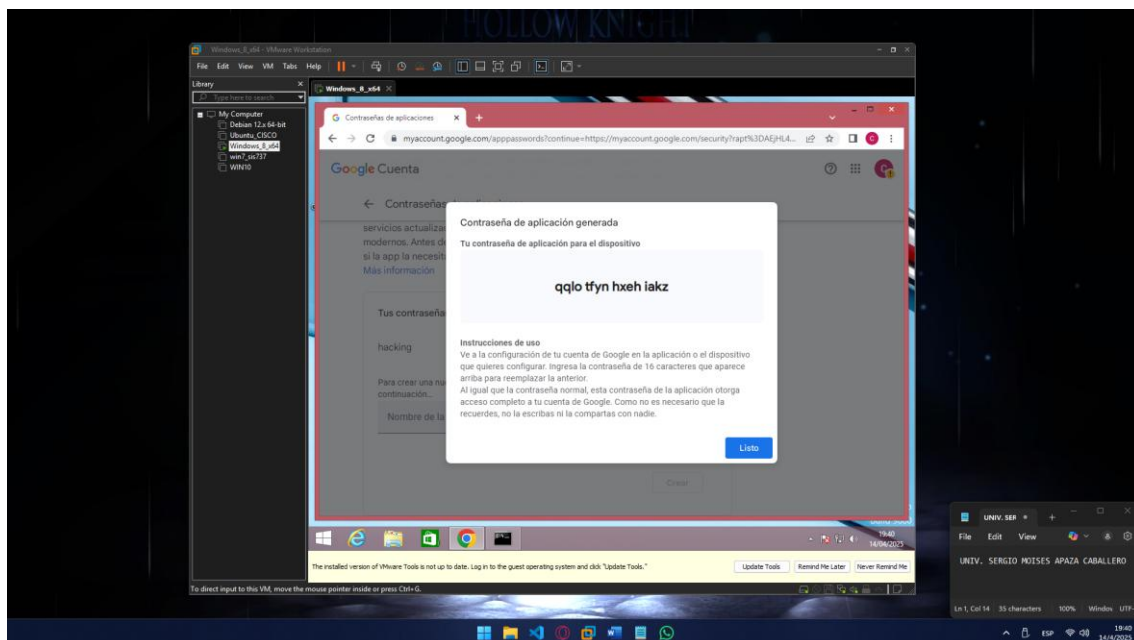 HOLLOW KNIGHT
Windows_8_x64 - VMware Workstation
File Edit View VM Tabs Help
Library
Type here to search
My Computer
Debian 12.x 64-bit
Ubuntu_CISCO
Windows_8_x64
win7_sis737
WIN10
Windows_8_x64
Contraseñas de aplicaciones
myaccount.google.com/apppasswords?continue=https://myaccount.google.com/security?rapt%3DAEjHL4...
Google Cuenta
Contraseñas
servicios actualiza
modernos. Antes de
si la app la necesit
Más información
Tus contraseña
hacking
Para crear una nu
continuación...
Nombre de la
Crear
Contraseña de aplicación generada
Tu contraseña de aplicación para el dispositivo
qqlo tfyn hxeh iakz
Instrucciones de uso
Ve a la configuración de tu cuenta de Google en la aplicación o el dispositivo
que quieres configurar. Ingresa la contraseña de 16 caracteres que aparece
arriba para reemplazar la anterior.
Al igual que la contraseña normal, esta contraseña de la aplicación otorga
acceso completo a tu cuenta de Google. Como no es necesario que la
recuerdes, no la escribas ni la compartas con nadie.
Listo
19:40
14/04/2025
The installed version of VMware Tools is not up to date. Log in to the guest operating system and click "Update Tools."
Update Tools
Remind Me Later
Never Remind Me
To direct input to this VM, move the mouse pointer inside or press Ctrl+G.
UNIV. SER
File Edit View
UNIV. SERGIO MOISES APAZA CABALLERO
Ln 1, Col 14 35 characters 100% Window UTF-
ESP
19:40
14/4/2025